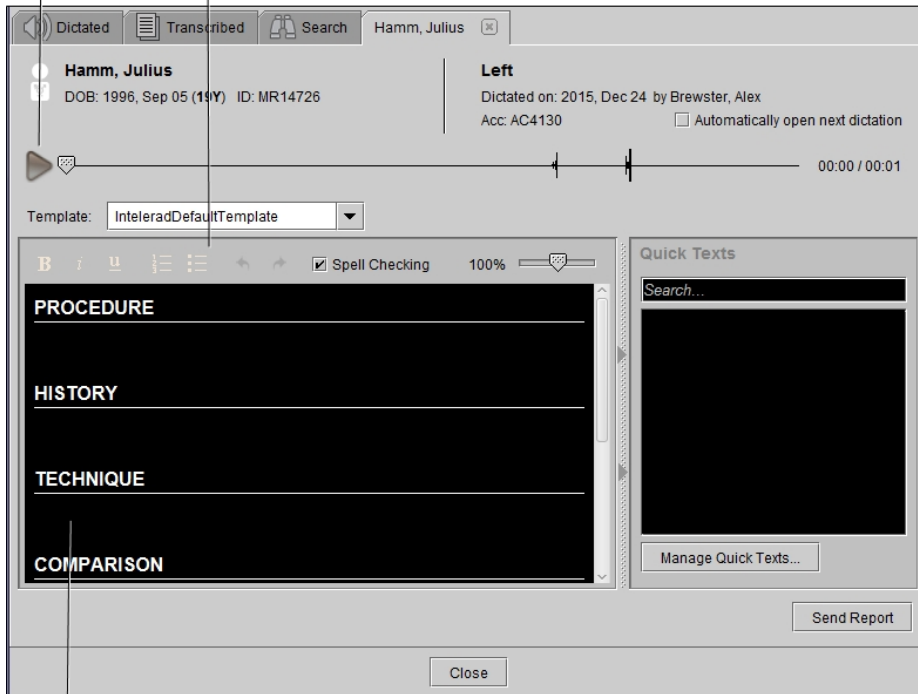 Dictated Transcribed Search Hamm, Julius
Hamm, Julius
DOB: 1996, Sep 05 (19Y) ID: MR14726
Left
Dictated on: 2015, Dec 24 by Brewster, Alex
Acc: AC4130 Automatically open next dictation
00:00 / 00:01
Template: InteleradDefaultTemplate
B i u Spell Checking 100%
PROCEDURE
HISTORY
TECHNIQUE
COMPARISON
Quick Texts
Search...
Manage Quick Texts...
Send Report
Close